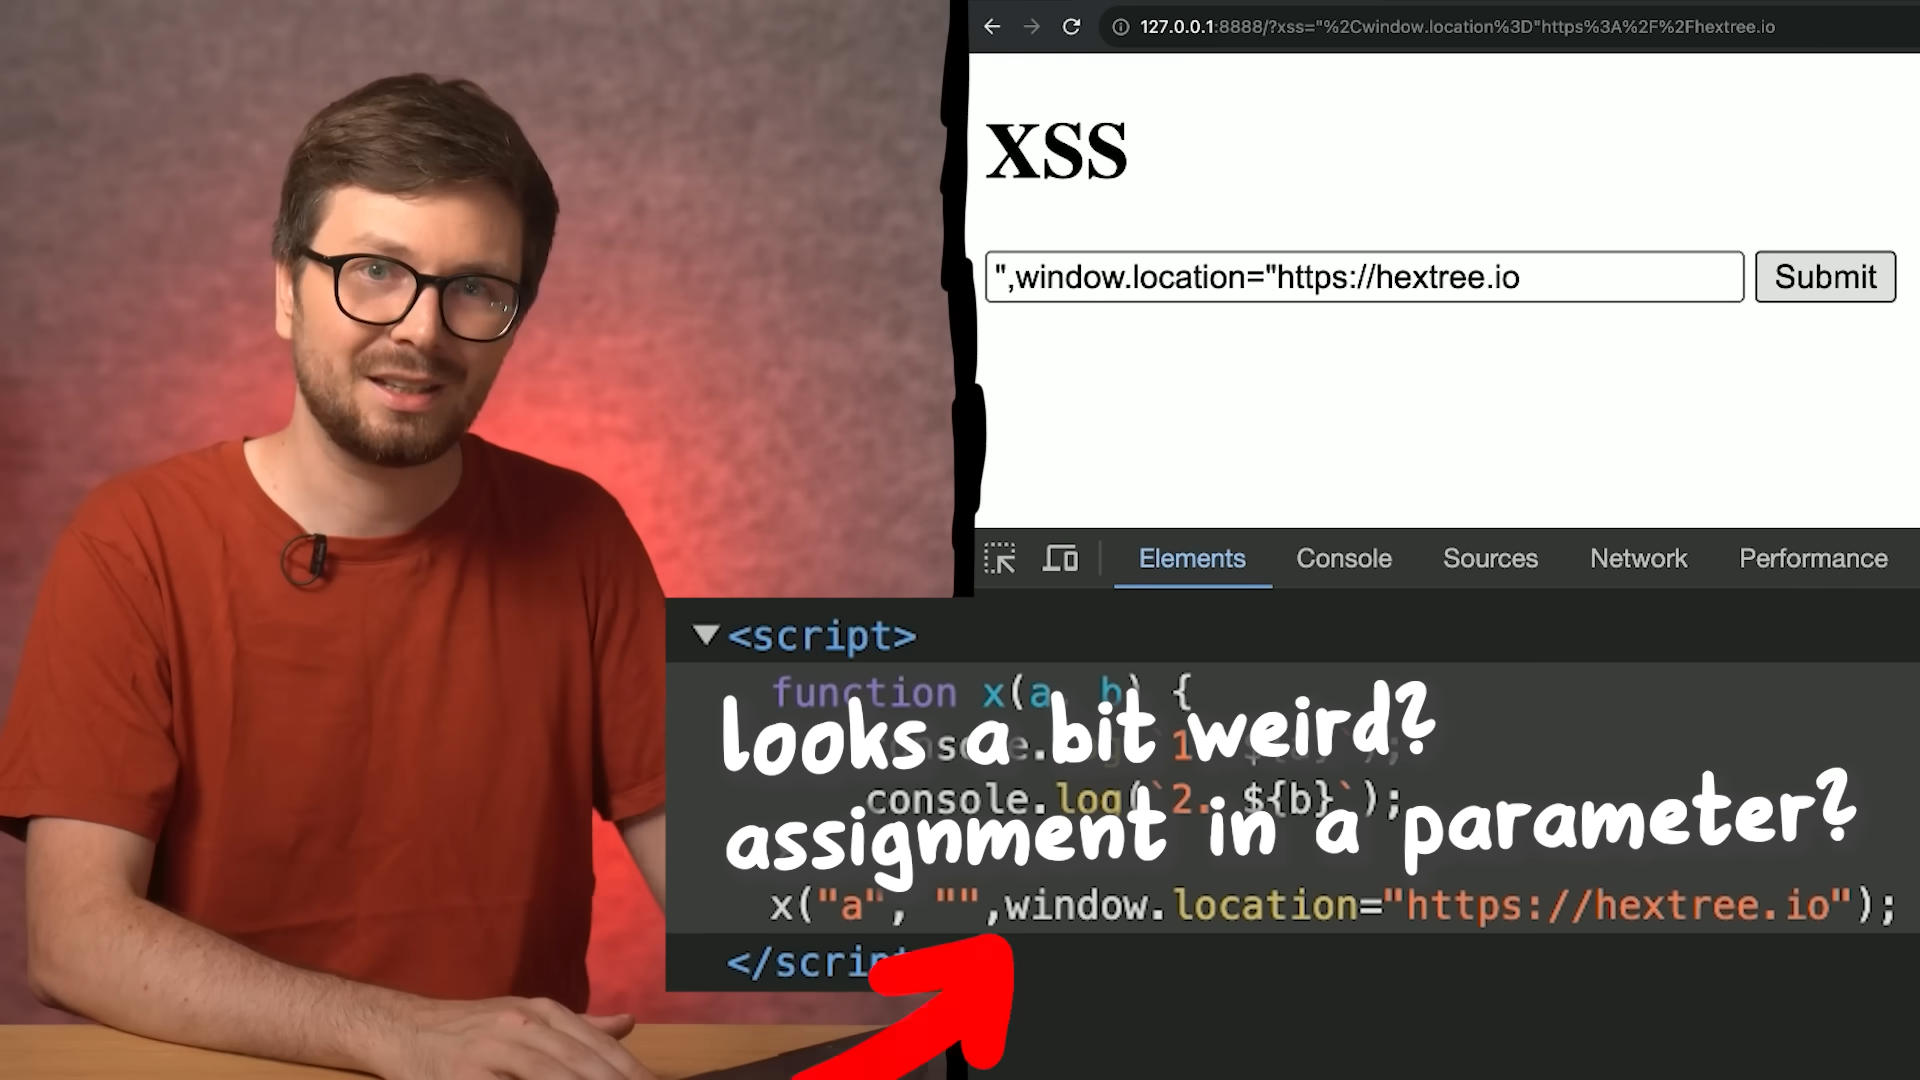 127.0.0.1:8888/?xss="%2Cwindow.location%3D"https%3A%2F%2Fhextree.io
XSS
",window.location="https://hextree.io
Submit
Elements Console Sources Network Performance
<script>
function x(a, b) {
looks a bit weird?
console.log(`2. ${b}`);
assignment in a parameter?
x("a", "",window.location="https://hextree.io");
</script